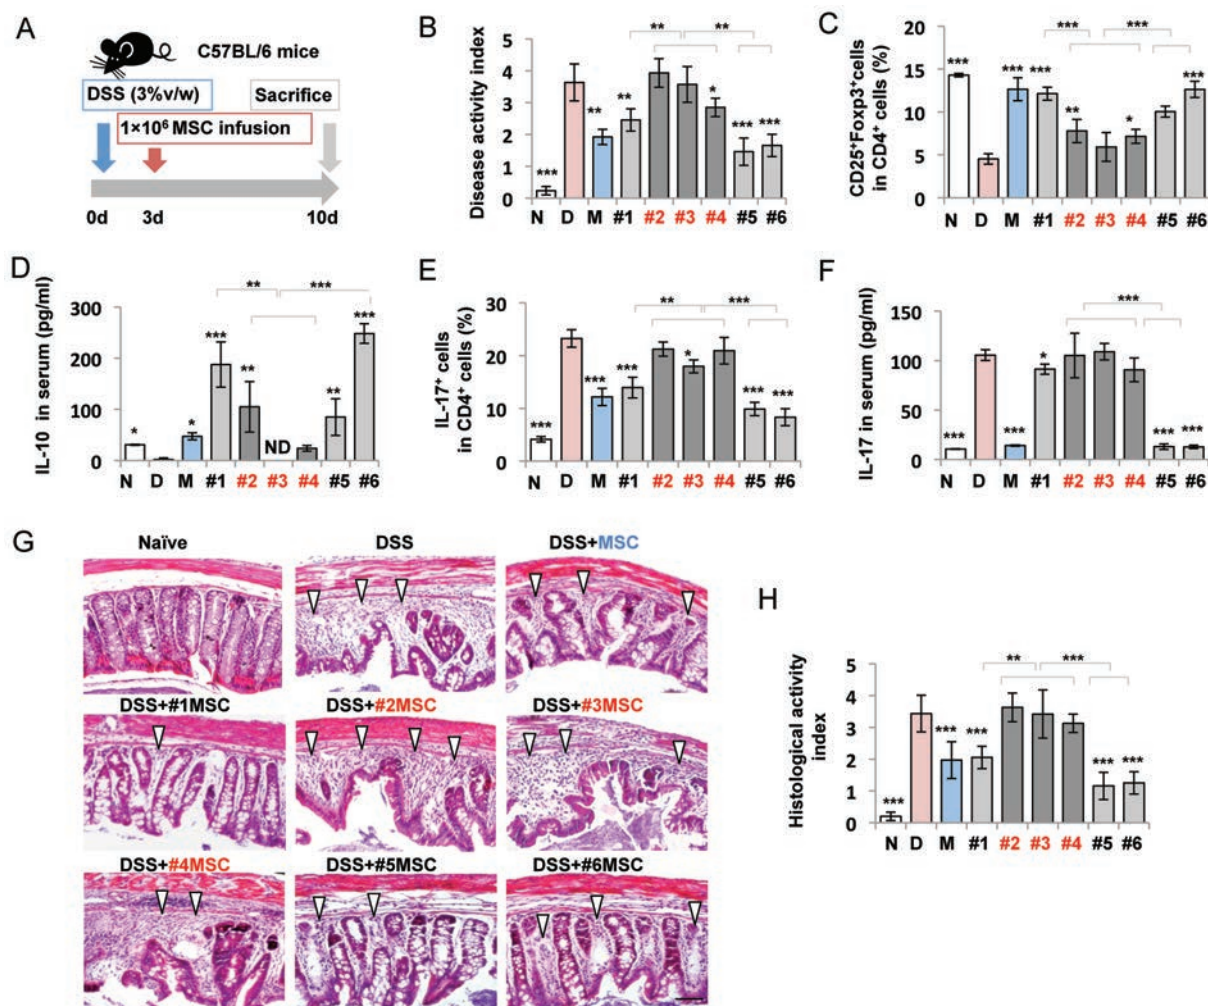 A
C57BL/6 mice
DSS (3%v/w)
Sacrifice
1×10⁶ MSC infusion
0d 3d 10d
B
Disease activity index
5
4
3
2
1
0
** **
*** ** ** * *** ***
N D M #1 #2 #3 #4 #5 #6
C
CD25⁺Foxp3⁺cells
in CD4⁺ cells (%)
20
15
10
5
0
*** ***
*** *** *** ** * ***
N D M #1 #2 #3 #4 #5 #6
D
IL-10 in serum (pg/ml)
300
200
100
0
** ***
* * *** ** ND ** ***
N D M #1 #2 #3 #4 #5 #6
E
IL-17⁺ cells
in CD4⁺ cells (%)
30
20
10
0
** ***
*** *** *** * *** ***
N D M #1 #2 #3 #4 #5 #6
F
IL-17 in serum (pg/ml)
200
150
100
50
0
***
*** *** * *** ***
N D M #1 #2 #3 #4 #5 #6
G
Naïve DSS DSS+MSC
DSS+#1MSC DSS+#2MSC DSS+#3MSC
DSS+#4MSC DSS+#5MSC DSS+#6MSC
H
Histological activity
index
5
4
3
2
1
0
** ***
*** *** *** *** ***
N D M #1 #2 #3 #4 #5 #6